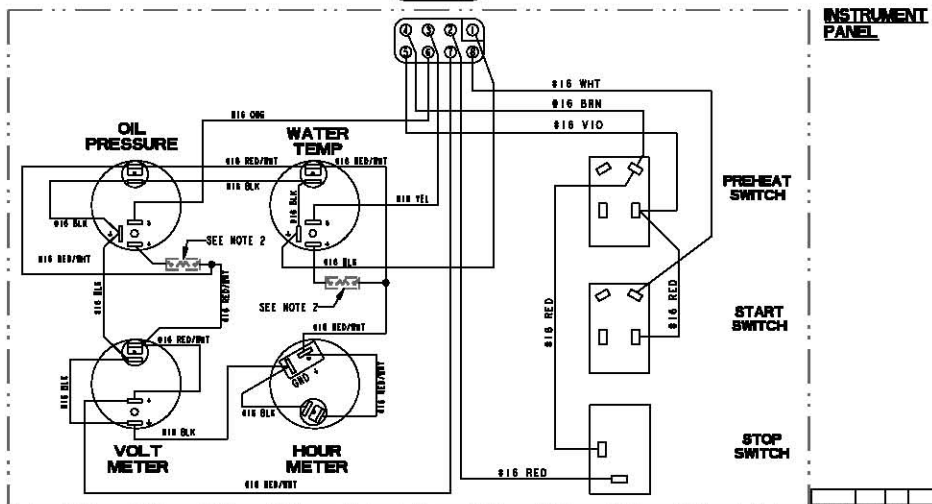 INSTRUMENT
PANEL
4 3 2 1
5 6 7 8
#16 WHT
#16 BRN
#16 VIO
#16 ORG
OIL
PRESSURE
WATER
TEMP
#16 RED/WHT
#16 RED/WHT
#16 BLK
#16 BLK
#18 YEL
PREHEAT
SWITCH
#16 BLK
SEE NOTE 2
#16 RED/WHT
#16 BLK
#16 BLK
#16 RED/WHT
SEE NOTE 2
#16 RED
#16 RED
START
SWITCH
#16 RED/WHT
#16 RED/WHT
#16 BLK
GND +
#16 RED/WHT
#16 BLK
#16 BLK
VOLT
METER
HOUR
METER
STOP
SWITCH
#16 RED
#16 RED/WHT